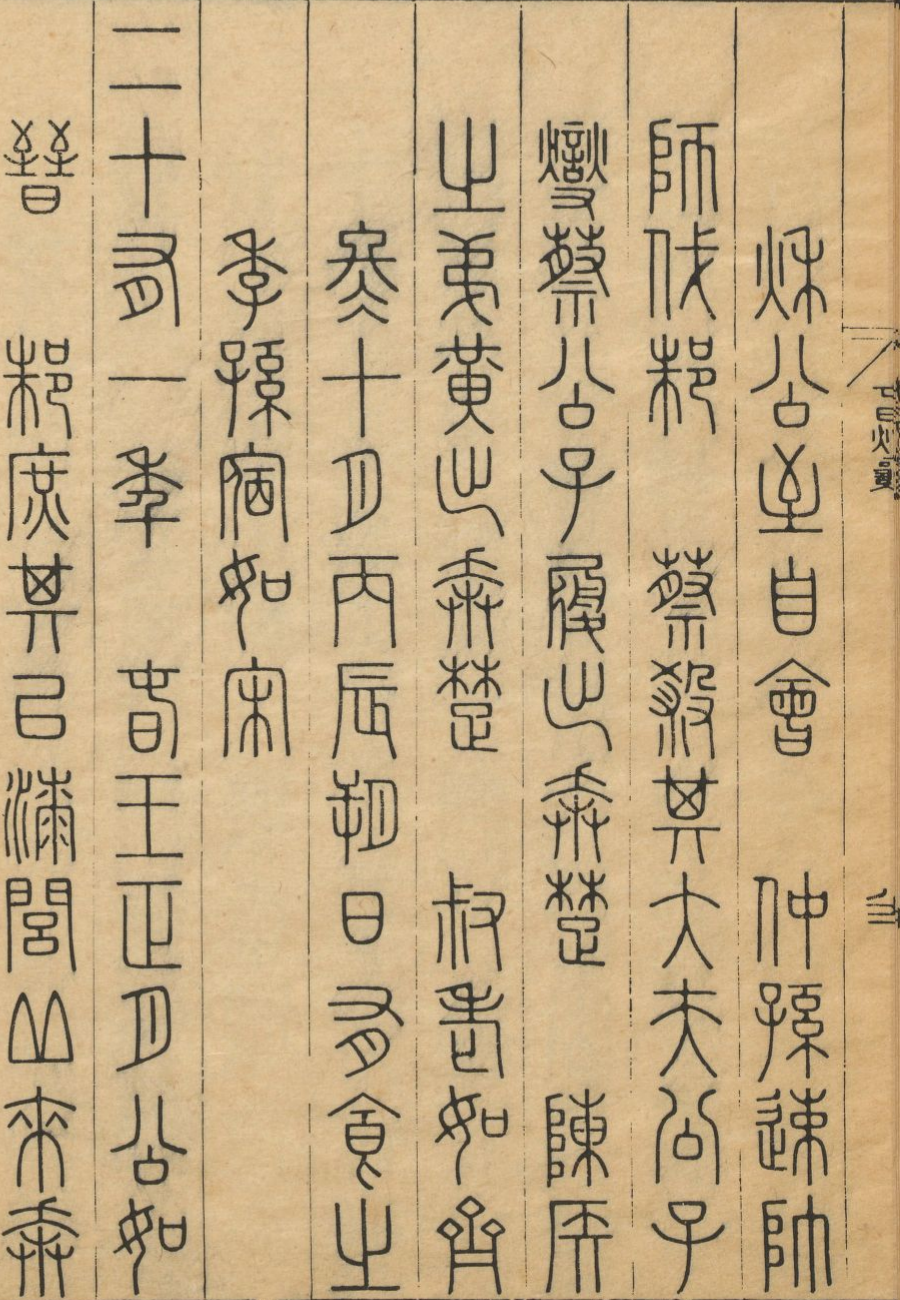 秋公至自會　仲孫速帥
師伐邾　蔡殺其大夫公子
燮蔡公子履出奔楚　陳侯
之弟黃出奔楚　叔老如齊
冬十月丙辰朔日有食之
季孫宿如宋
二十有一年　春王正月公如
晉　邾庶其以漆閭丘來奔